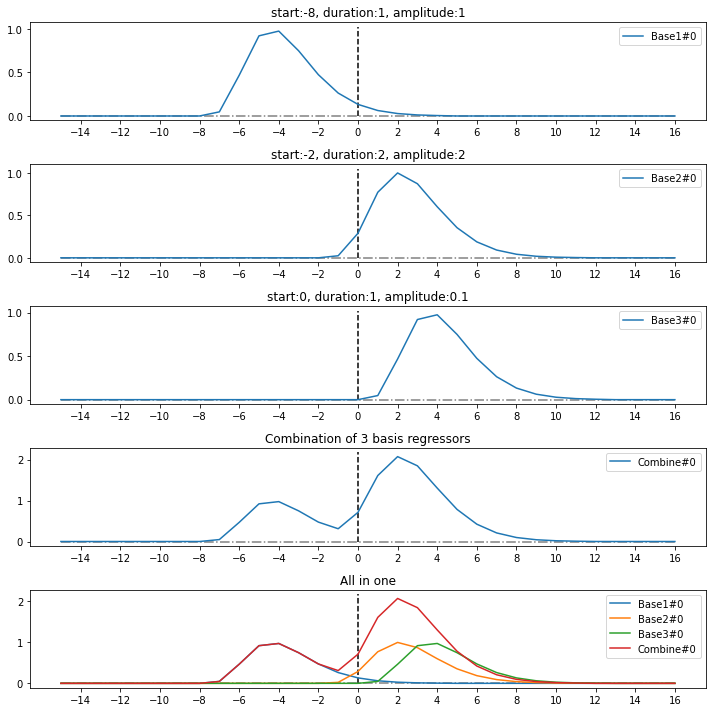 start:-8, duration:1, amplitude:1
1.0
0.5
0.0
Base1#0
−14 −12 −10 −8 −6 −4 −2 0 2 4 6 8 10 12 14 16
start:-2, duration:2, amplitude:2
1.0
0.5
0.0
Base2#0
−14 −12 −10 −8 −6 −4 −2 0 2 4 6 8 10 12 14 16
start:0, duration:1, amplitude:0.1
1.0
0.5
0.0
Base3#0
−14 −12 −10 −8 −6 −4 −2 0 2 4 6 8 10 12 14 16
Combination of 3 basis regressors
2
1
0
Combine#0
−14 −12 −10 −8 −6 −4 −2 0 2 4 6 8 10 12 14 16
All in one
2
1
0
Base1#0
Base2#0
Base3#0
Combine#0
−14 −12 −10 −8 −6 −4 −2 0 2 4 6 8 10 12 14 16